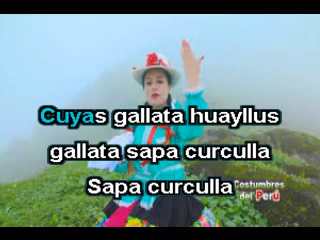 Cuyas gallata huayllus
gallata sapa curculla
Sapa curculla
Costumbres
del Perú